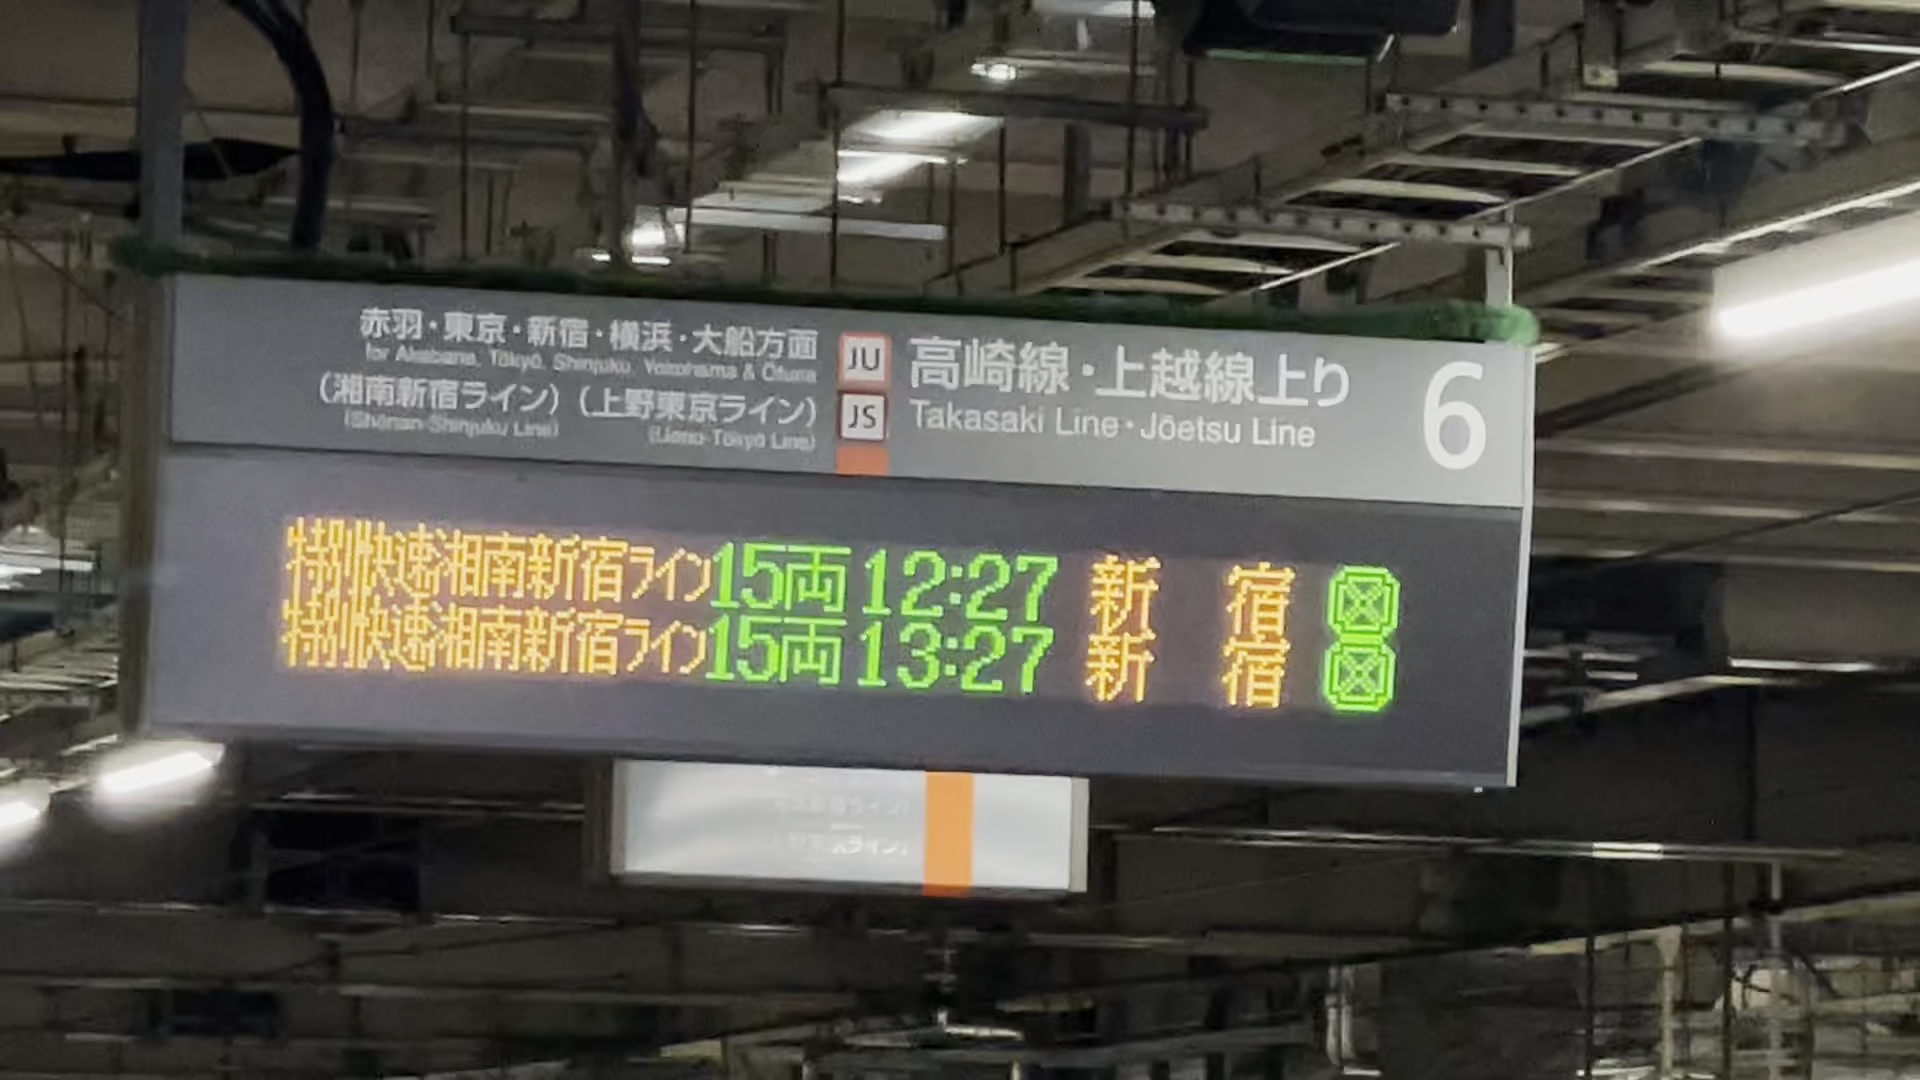 赤羽・東京・新宿・横浜・大船方面
for Akabane, Tōkyō, Shinjuku, Yokohama & Ōfuna
(湘南新宿ライン) (上野東京ライン)
(Shōnan-Shinjuku Line) (Ueno-Tōkyō Line)
JU
JS
高崎線・上越線上り
Takasaki Line・Jōetsu Line
6
特別快速湘南新宿ライン 15両 12:27 新宿
特別快速湘南新宿ライン 15両 13:27 新宿